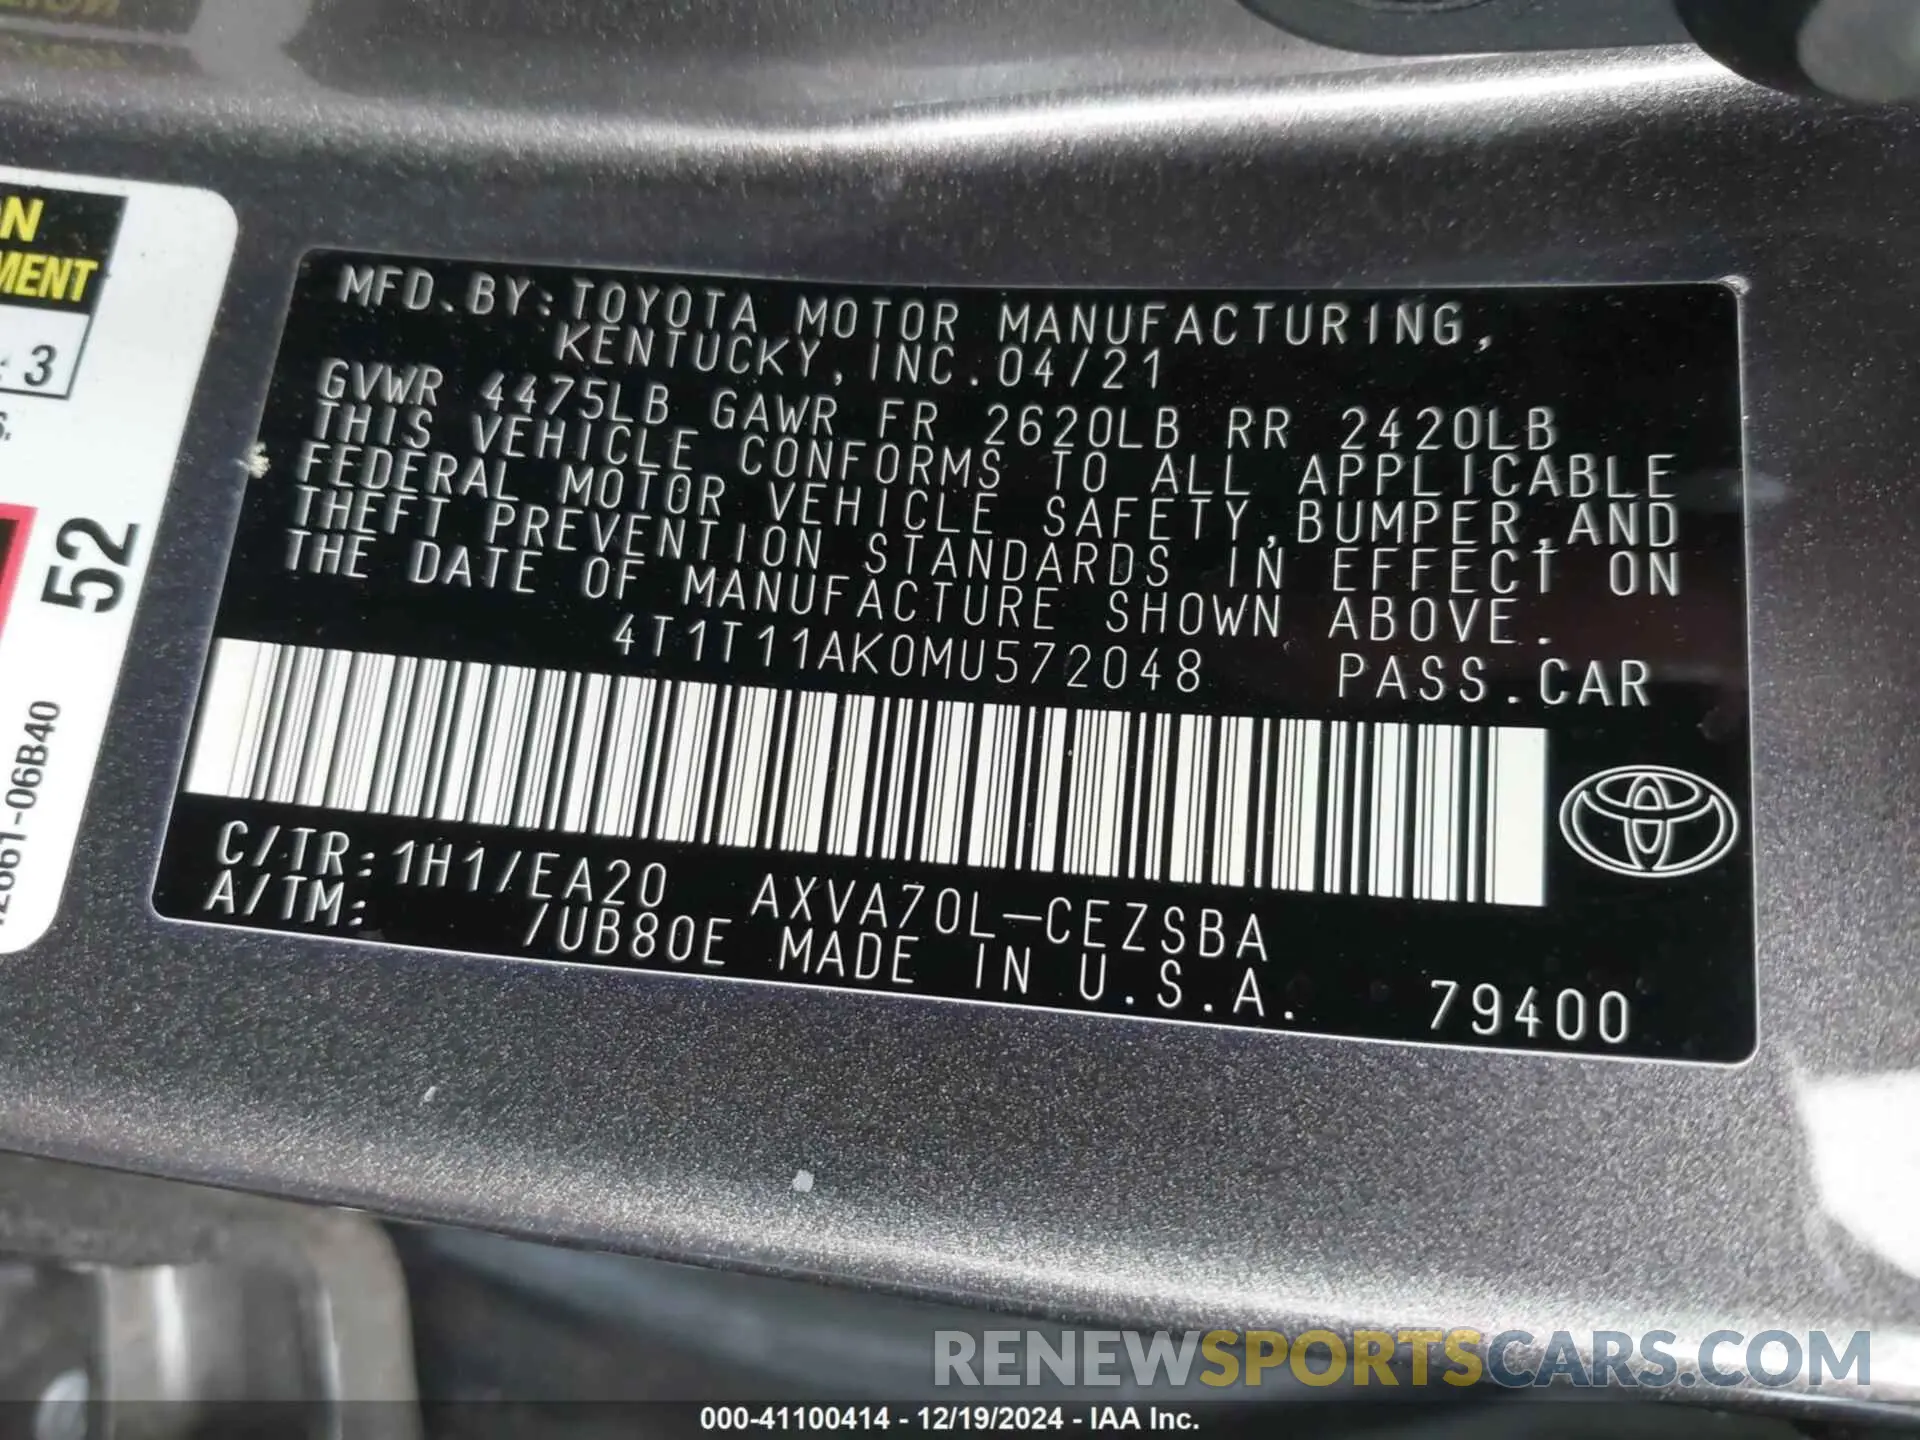 ON
MENT
: 3
S.
52
06B40
MFD.BY:TOYOTA MOTOR MANUFACTURING,
KENTUCKY,INC.04/21
GVWR 4475LB GAWR FR 2620LB RR 2420LB
THIS VEHICLE CONFORMS TO ALL APPLICABLE
FEDERAL MOTOR VEHICLE SAFETY,BUMPER,AND
THEFT PREVENTION STANDARDS IN EFFECT ON
THE DATE OF MANUFACTURE SHOWN ABOVE.
4T1T11AK0MU572048 PASS.CAR
C/TR:1H1/EA20 AXVA70L-CEZSBA
A/TM: /UB80E MADE IN U.S.A. 79400
RENEWSPORTSCARS.COM
000-41100414 - 12/19/2024 - IAA Inc.